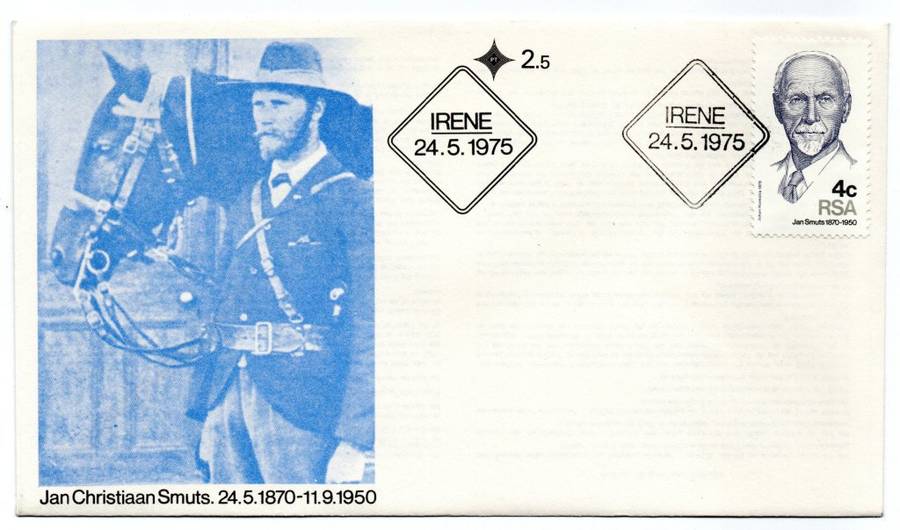 PT
2.5
IRENE
24.5.1975
IRENE
24.5.1975
4c
RSA
Jan Smuts 1870-1950
Jan Christiaan Smuts. 24.5.1870-11.9.1950